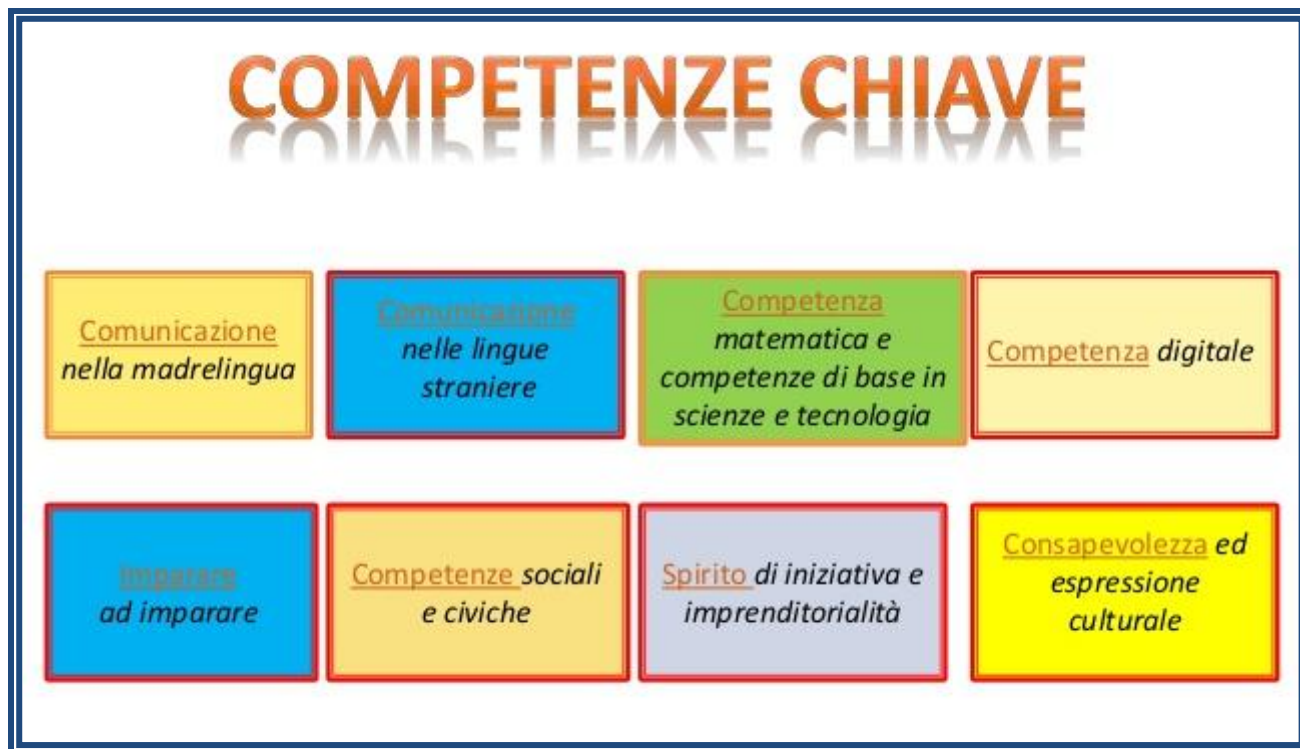 COMPETENZE CHIAVE
Comunicazione
nella madrelingua
Comunicazione
nelle lingue
straniere
Competenza
matematica e
competenze di base in
scienze e tecnologia
Competenza digitale
Imparare
ad imparare
Competenze sociali
e civiche
Spirito di iniziativa e
imprenditorialità
Consapevolezza ed
espressione
culturale